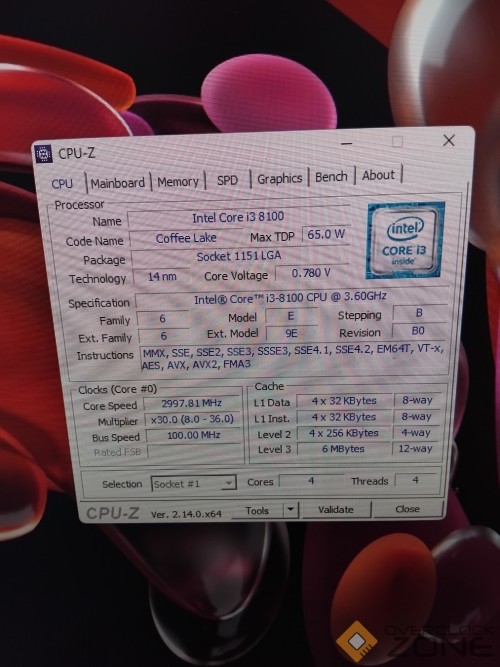 CPU-Z
CPU Mainboard Memory SPD Graphics Bench About
Processor
Name Intel Core i3 8100
Code Name Coffee Lake Max TDP 65.0 W
Package Socket 1151 LGA
Technology 14 nm Core Voltage 0.780 V
intel
CORE i3
inside
Specification Intel® Core™ i3-8100 CPU @ 3.60GHz
Family 6 Model E Stepping B
Ext. Family 6 Ext. Model 9E Revision B0
Instructions MMX, SSE, SSE2, SSE3, SSSE3, SSE4.1, SSE4.2, EM64T, VT-x,
AES, AVX, AVX2, FMA3
Clocks (Core #0)
Core Speed 2997.81 MHz
Multiplier x30.0 (8.0 - 36.0)
Bus Speed 100.00 MHz
Rated FSB
Cache
L1 Data 4 x 32 KBytes 8-way
L1 Inst. 4 x 32 KBytes 8-way
Level 2 4 x 256 KBytes 4-way
Level 3 6 MBytes 12-way
Selection Socket #1 Cores 4 Threads 4
CPU-Z Ver. 2.14.0.x64 Tools Validate Close
OVERCLOCK
ZONE